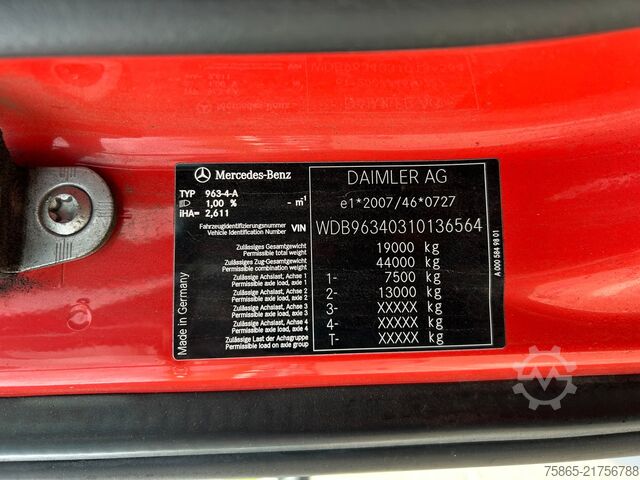 Mercedes-Benz DAIMLER AG
TYP 963-4-A
1,00 % - m⁻¹ e1*2007/46*0727
iHA= 2,611
Fahrzeugidentifizierungsnummer
Vehicle Identification Number VIN WDB96340310136564
Zulässiges Gesamtgewicht
Permissible total weight 19000 kg
Zulässiges Zug-Gesamtgewicht
Permissible combination weight 44000 kg
Zulässige Achslast, Achse 1
Permissible axle load, axle 1 1- 7500 kg
Zulässige Achslast, Achse 2
Permissible axle load, axle 2 2- 13000 kg
Zulässige Achslast, Achse 3
Permissible axle load, axle 3 3- XXXXX kg
Zulässige Achslast, Achse 4
Permissible axle load, axle 4 4- XXXXX kg
Zulässige Last der Achsgruppe
Permissible load on axle group T- XXXXX kg
Made in Germany
A 000 584 98 01
75865-21756788